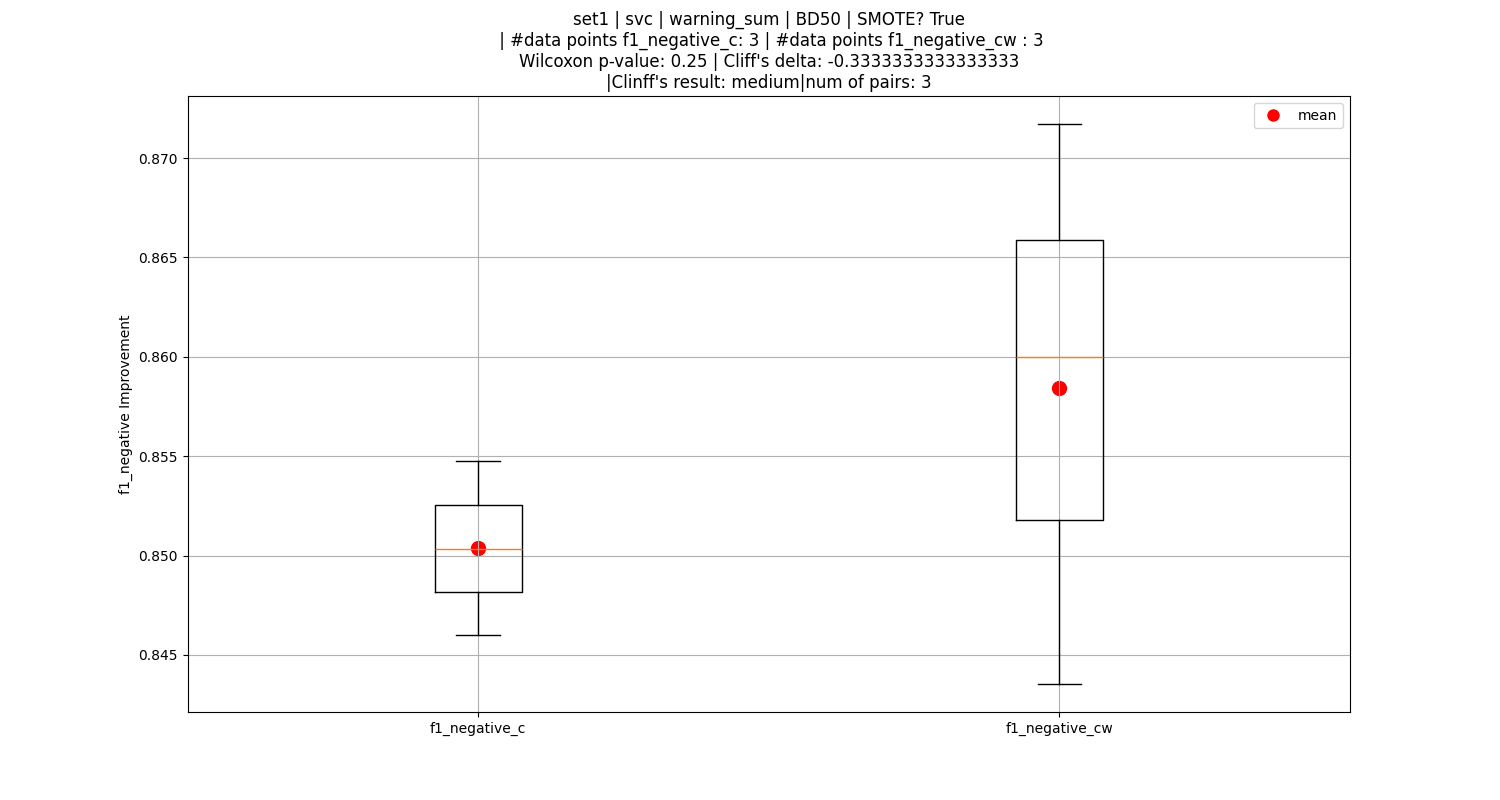 set1 | svc | warning_sum | BD50 | SMOTE? True
| #data points f1_negative_c: 3 | #data points f1_negative_cw : 3
Wilcoxon p-value: 0.25 | Cliff's delta: -0.3333333333333333
|Clinff's result: medium|num of pairs: 3
mean
0.870
0.865
0.860
0.855
0.850
0.845
f1_negative Improvement
f1_negative_c
f1_negative_cw